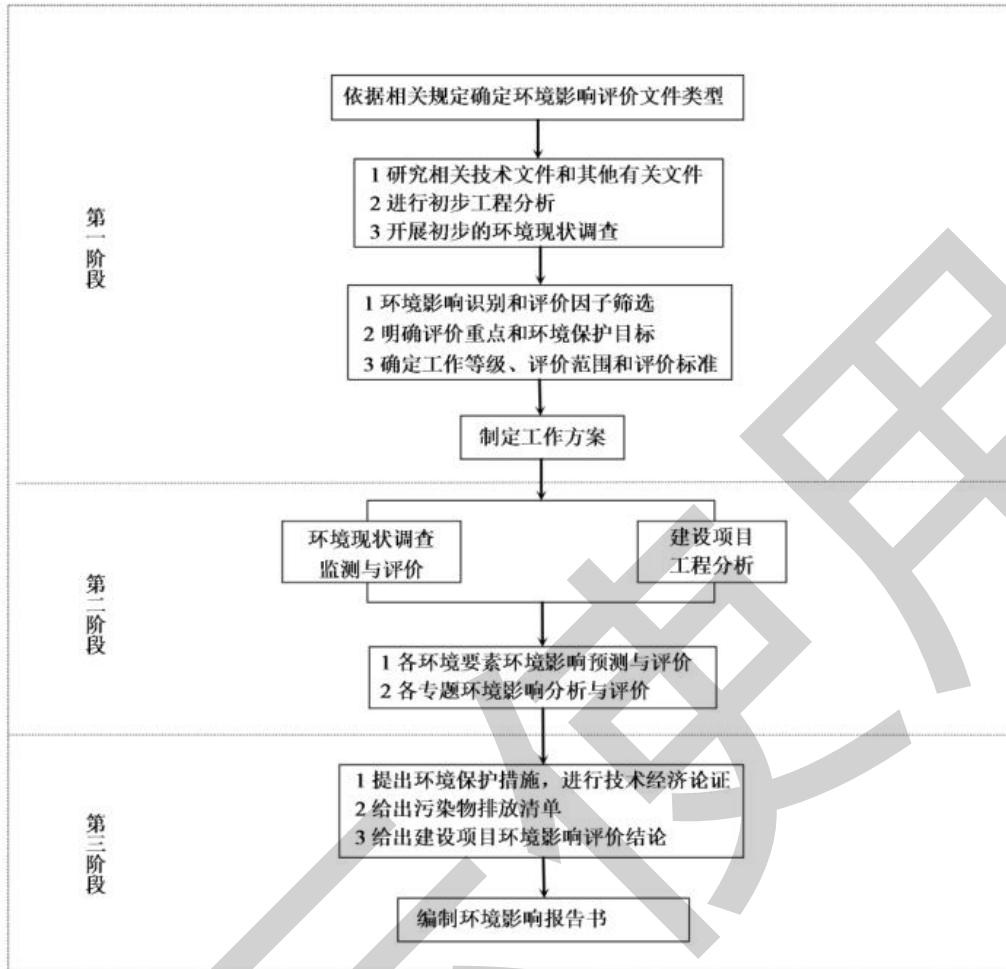 依据相关规定确定环境影响评价文件类型
1 研究相关技术文件和其他有关文件
2 进行初步工程分析
3 开展初步的环境现状调查
第一阶段
1 环境影响识别和评价因子筛选
2 明确评价重点和环境保护目标
3 确定工作等级、评价范围和评价标准
制定工作方案
环境现状调查
监测与评价
建设项目
工程分析
第二阶段
1 各环境要素环境影响预测与评价
2 各专题环境影响分析与评价
第三阶段
1 提出环境保护措施，进行技术经济论证
2 给出污染物排放清单
3 给出建设项目环境影响评价结论
编制环境影响报告书
使用